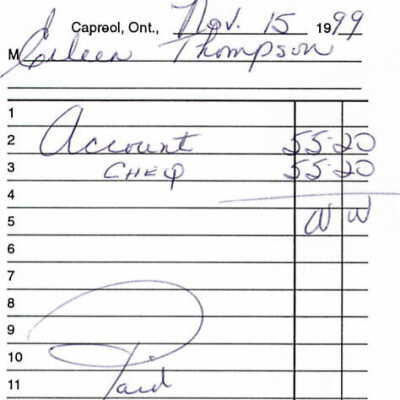 Capreol, Ont., Nov. 15 1999
M Eileen Thompson
1
2 Account 55 20
3 CHEQ 55 20
4
5
6
7
8
9
10
11 Paid